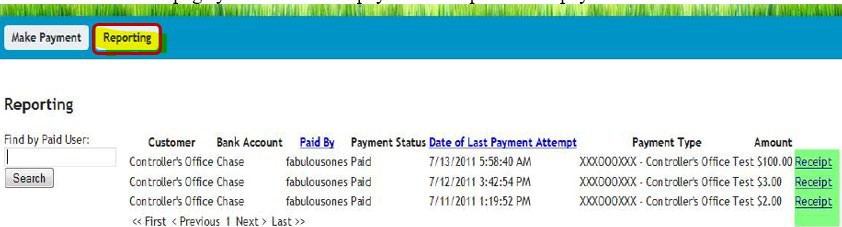 Make Payment Reporting
Reporting
Find by Paid User:
Search
Customer Bank Account Paid By Payment Status Date of Last Payment Attempt Payment Type Amount
Controller's Office Chase fabulousones Paid 7/13/2011 5:58:40 AM XXX000XXX - Controller's Office Test $100.00 Receipt
Controller's Office Chase fabulousones Paid 7/12/2011 3:42:54 PM XXX000XXX - Controller's Office Test $3.00 Receipt
Controller's Office Chase fabulousones Paid 7/11/2011 1:19:52 PM XXX000XXX - Controller's Office Test $2.00 Receipt
<< First < Previous 1 Next > Last >>